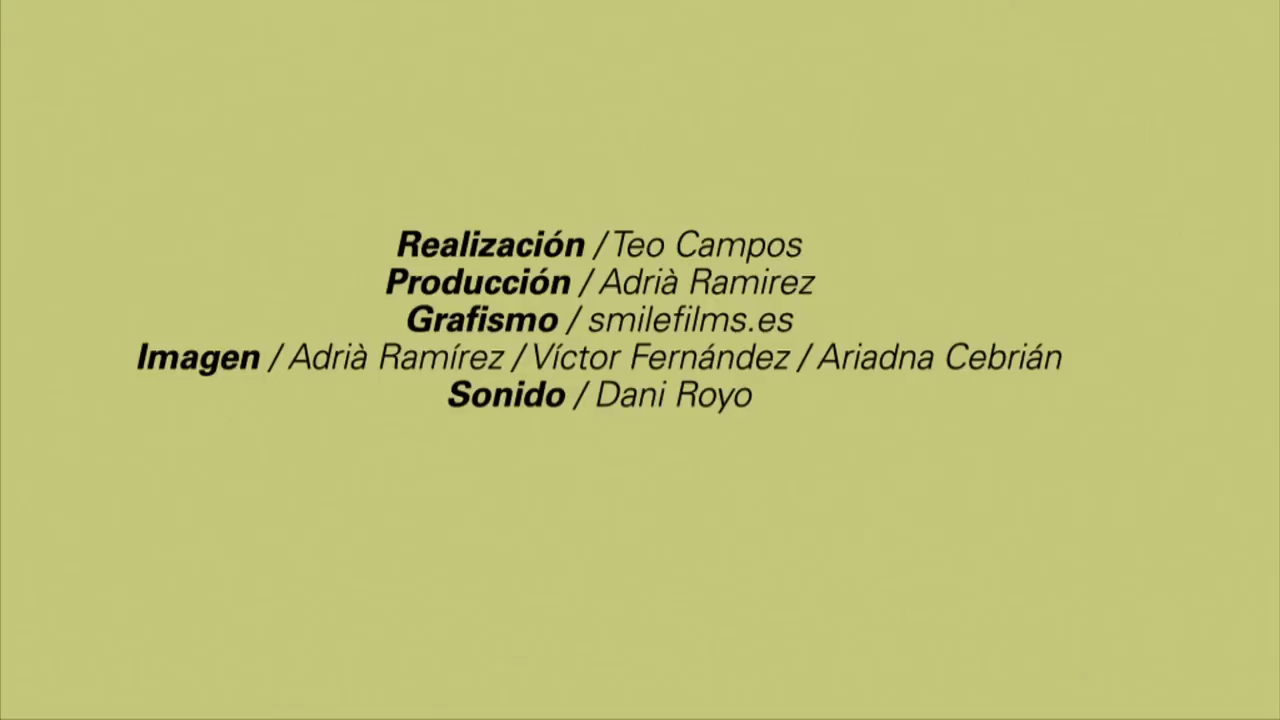 Realización / Teo Campos
Producción / Adrià Ramirez
Grafismo / smilefilms.es
Imagen / Adrià Ramírez / Víctor Fernández / Ariadna Cebrián
Sonido / Dani Royo